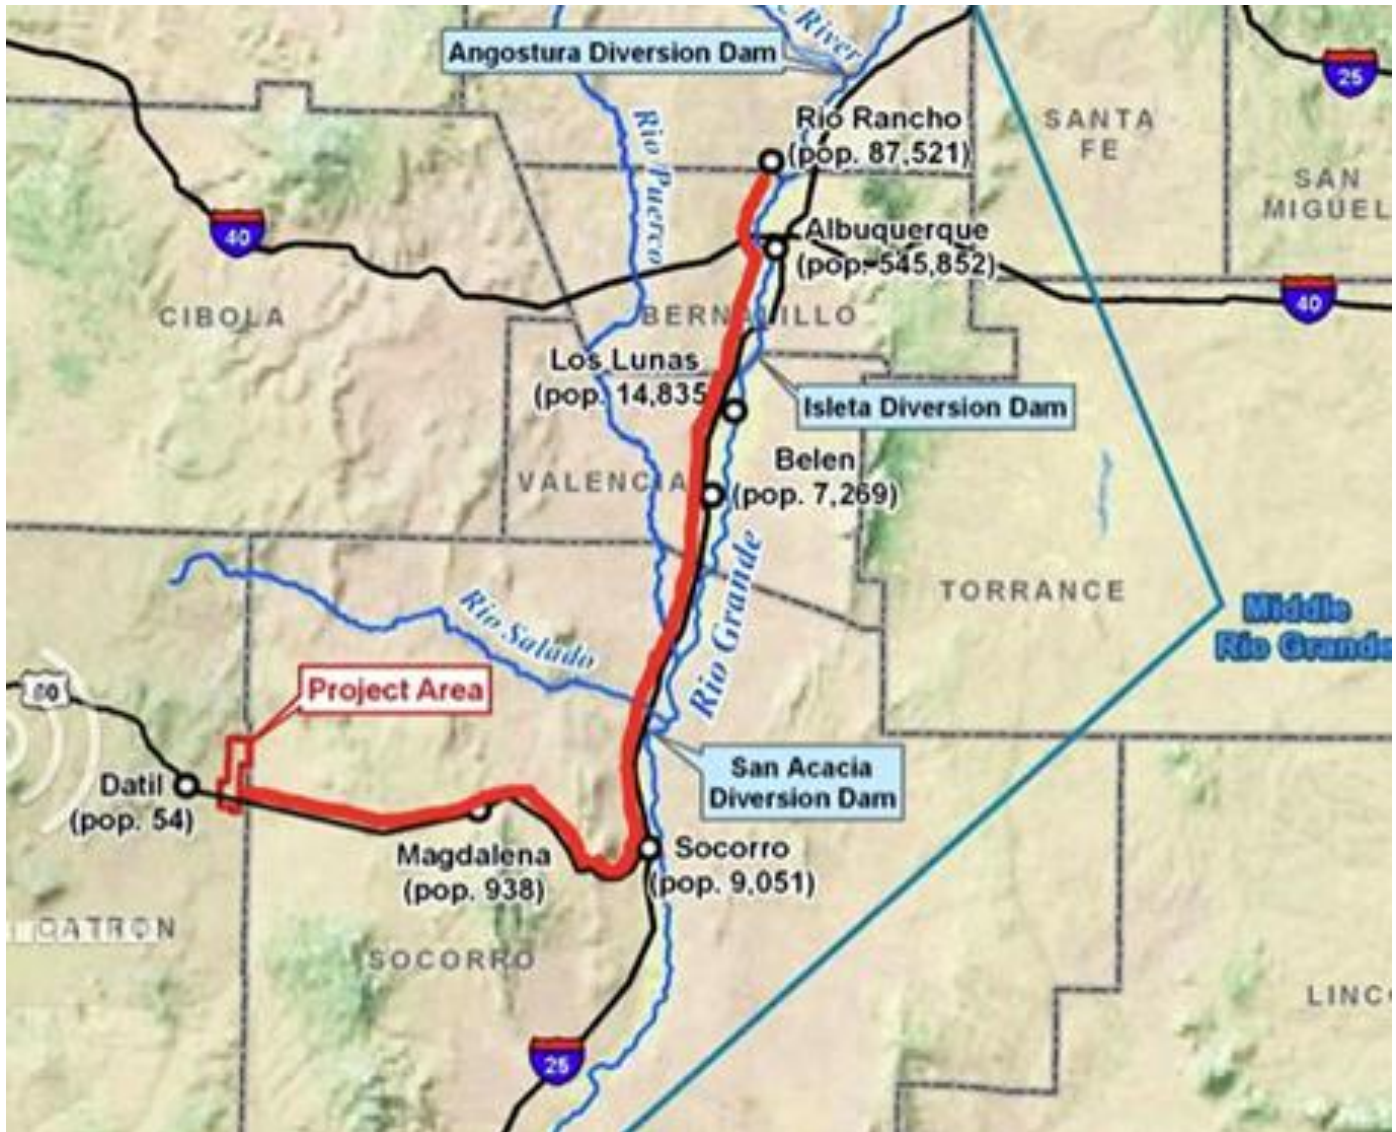 River
Angostura Diversion Dam
25
Rio Rancho
(pop. 87,521)
SANTA
FE
Rio Puerco
SAN
MIGUEL
40
Albuquerque
(pop. 545,852)
40
CIBOLA
BERNALILLO
Los Lunas
(pop. 14,835
Isleta Diversion Dam
Belen
(pop. 7,269)
VALENCIA
Rio Grande
TORRANCE
Middle
Rio Grande
Rio Salado
60
Project Area
San Acacia
Diversion Dam
Datil
(pop. 54)
Magdalena
(pop. 938)
Socorro
(pop. 9,051)
CATRON
SOCORRO
LINC
25